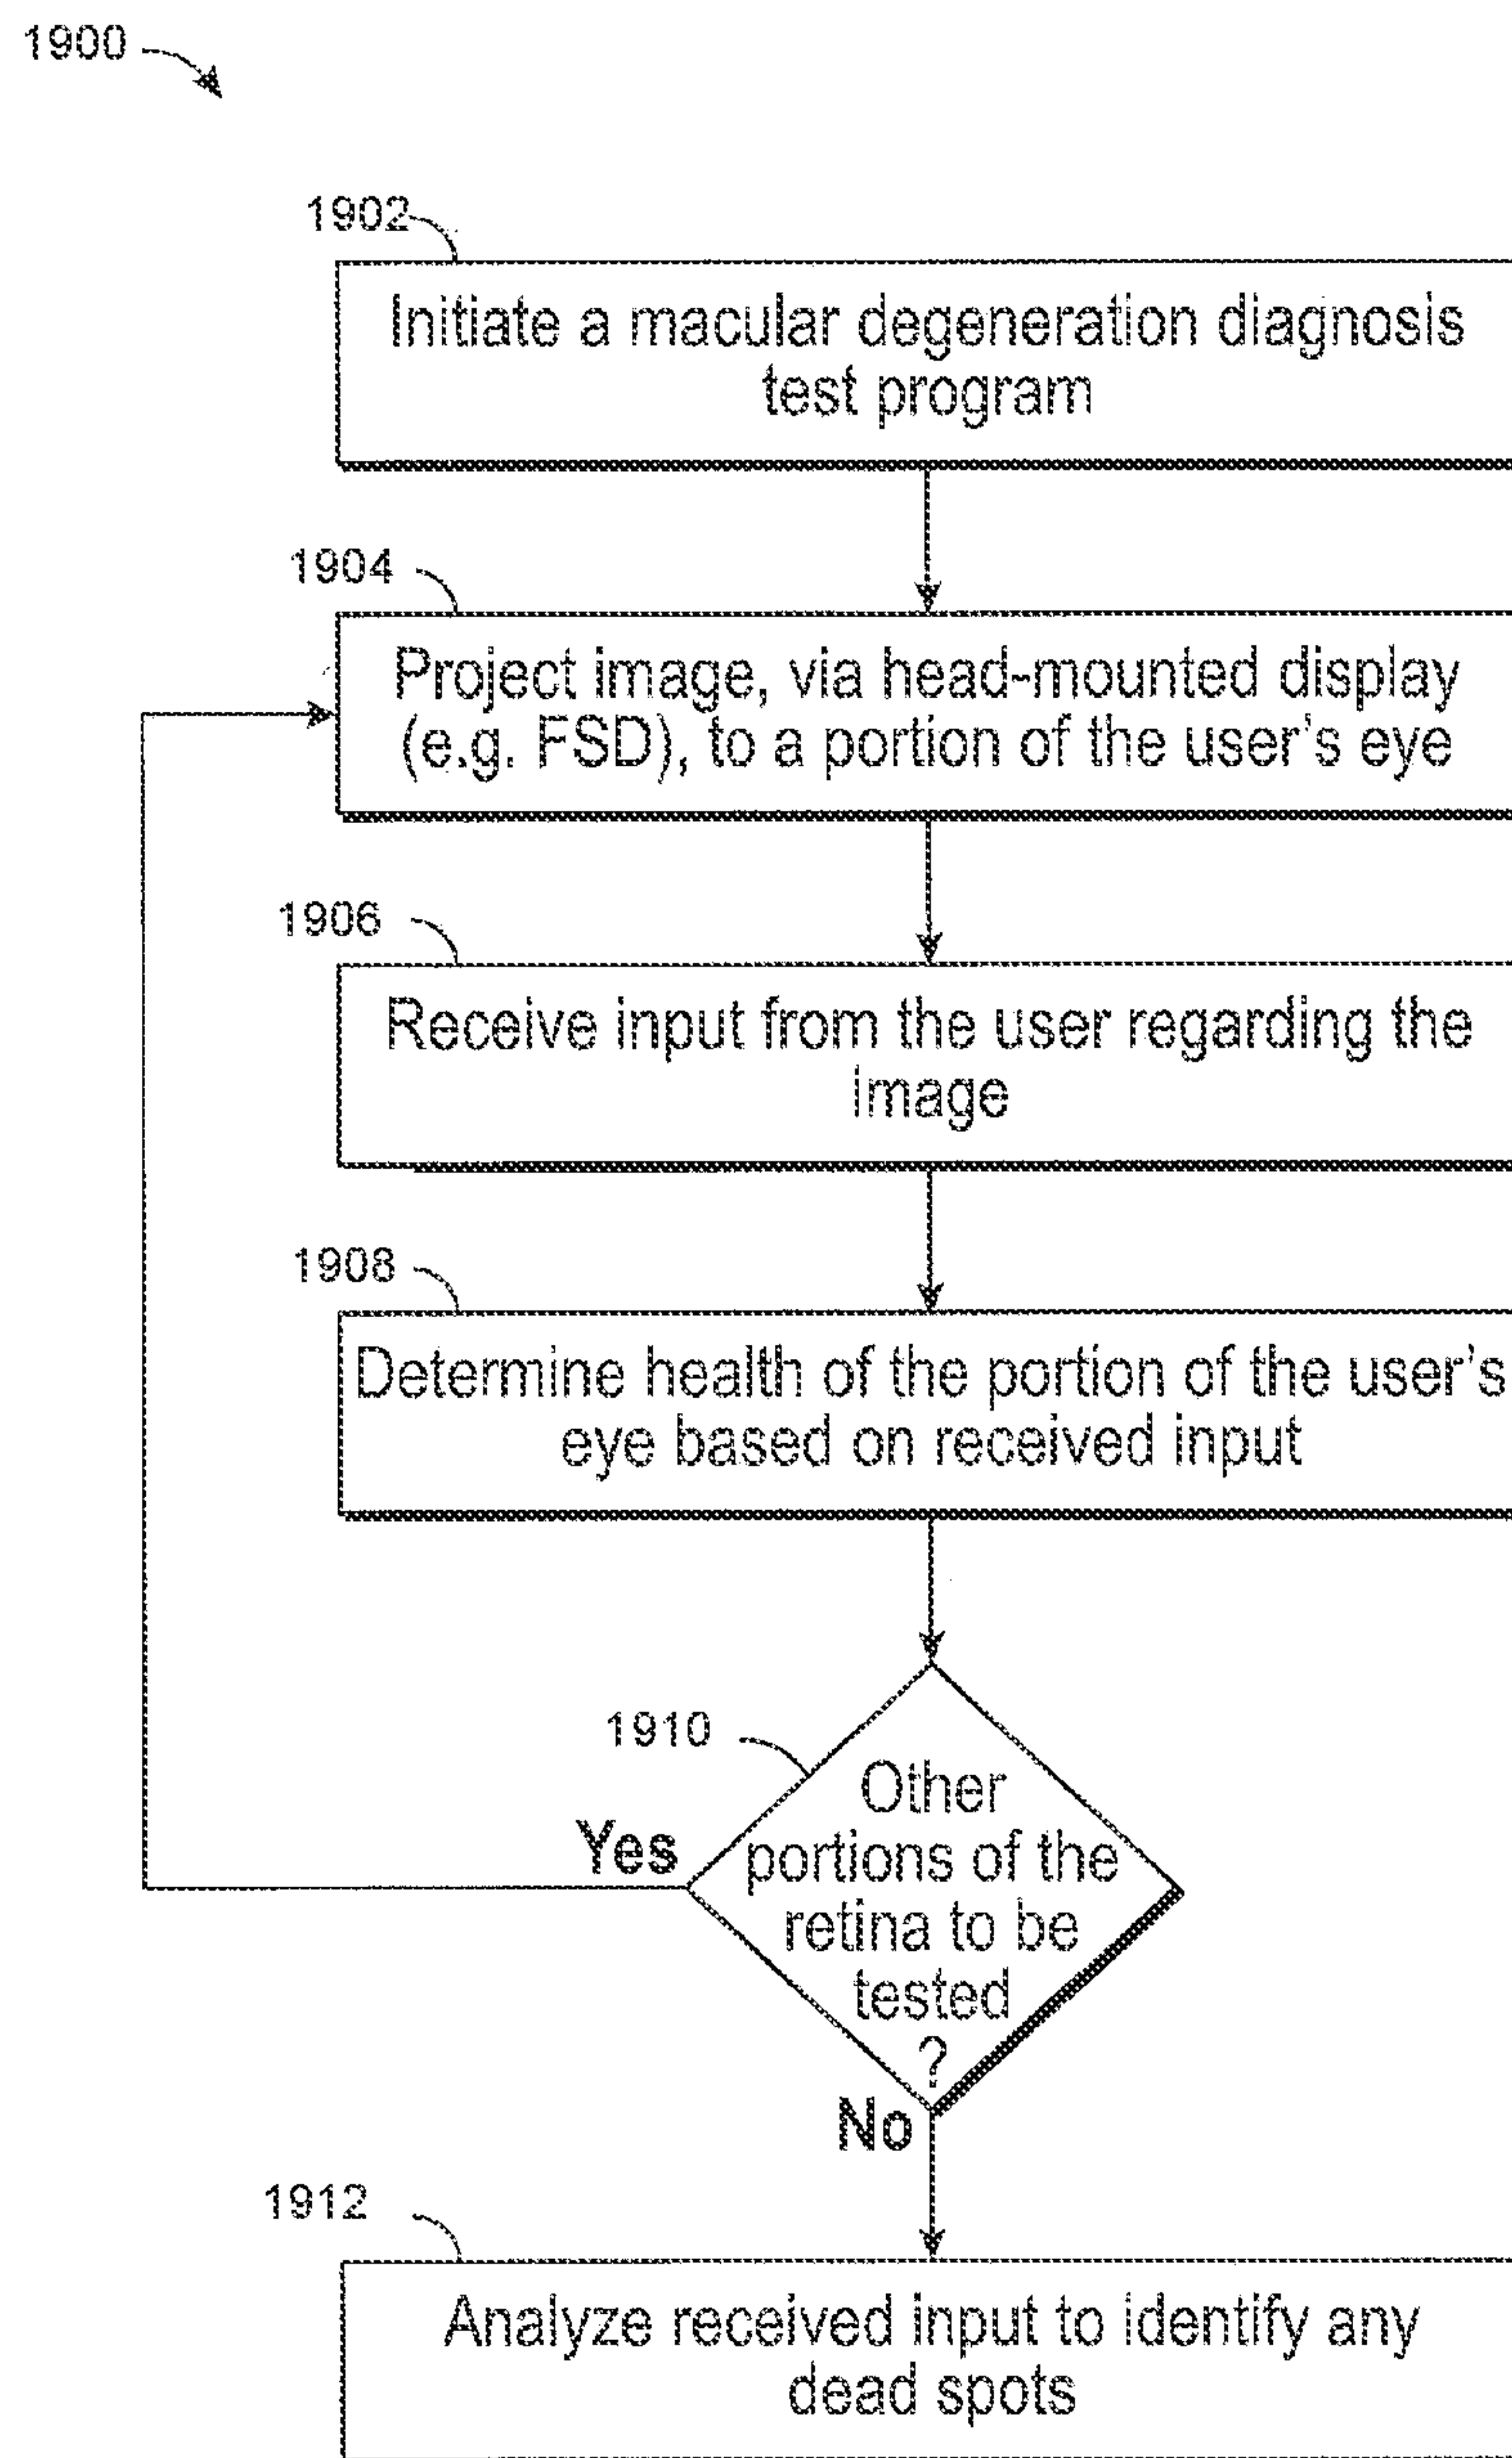 1900
1902
Initiate a macular degeneration diagnosis
test program
1904
Project image, via head-mounted display
(e.g. FSD), to a portion of the user's eye
1906
Receive input from the user regarding the
image
1908
Determine health of the portion of the user's
eye based on received input
1910
Other
portions of the
retina to be
tested
?
Yes
No
1912
Analyze received input to identify any
dead spots